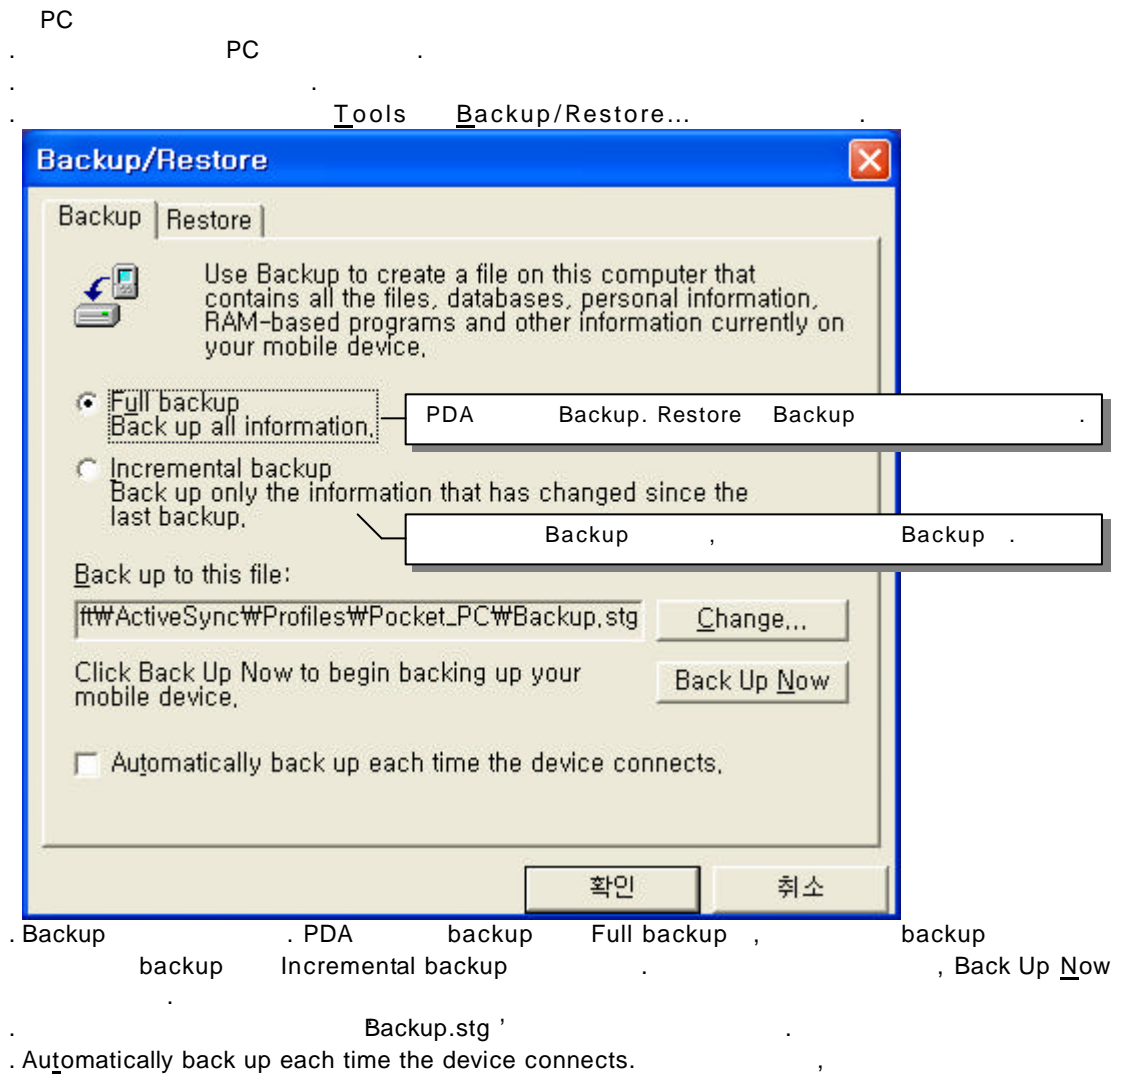 PC
. PC .
. .
. Tools Backup/Restore... .
Backup/Restore
Backup Restore
Use Backup to create a file on this computer that
contains all the files, databases, personal information,
RAM-based programs and other information currently on
your mobile device.
Full backup
Back up all information.
PDA Backup. Restore Backup .
Incremental backup
Back up only the information that has changed since the
last backup.
Backup , Backup .
Back up to this file:
ft₩ActiveSync₩Profiles₩Pocket_PC₩Backup.stg
Change...
Click Back Up Now to begin backing up your
mobile device.
Back Up Now
Automatically back up each time the device connects.
확인 취소
. Backup . PDA backup Full backup , backup
backup Incremental backup . , Back Up Now
.
. 'Backup.stg ' .
. Automatically back up each time the device connects. ,